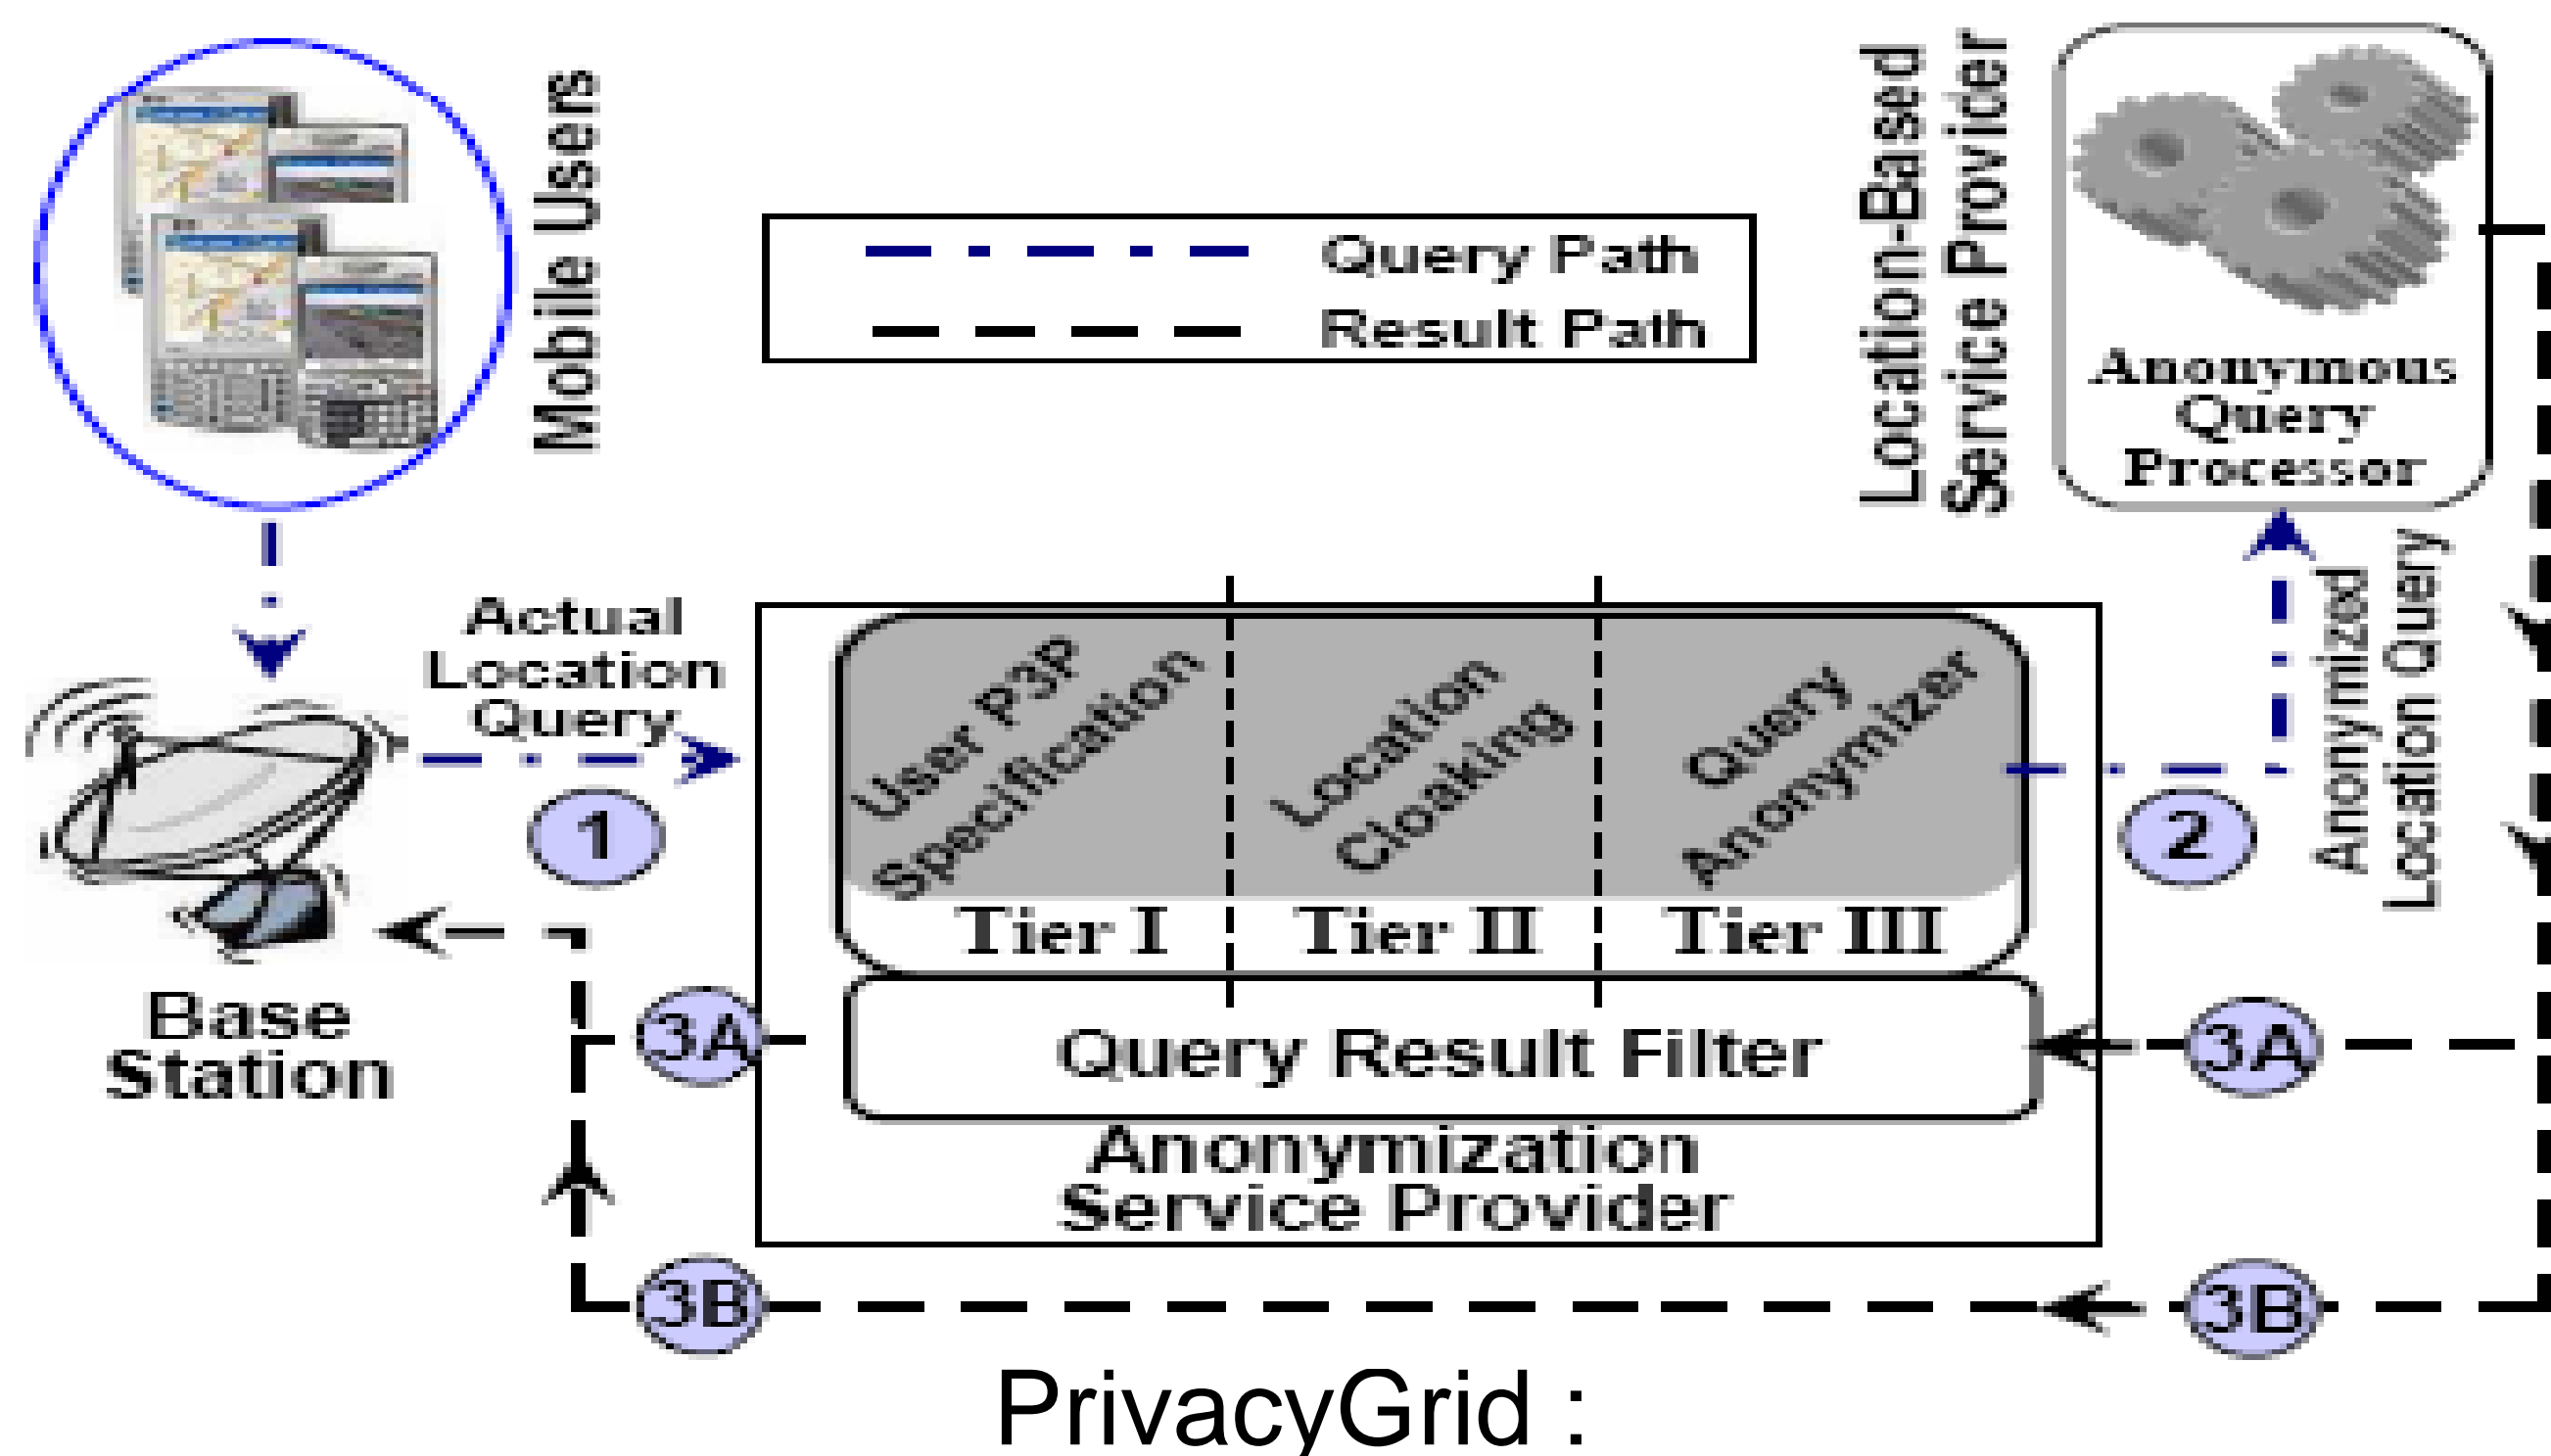 Mobile Users
Query Path
Result Path
Location-Based
Service Provider
Anonymous
Query
Processor
Actual
Location
Query
1
User P3P
Specification
Location
Cloaking
Query
Anonymizer
Tier I
Tier II
Tier III
2
Anonymized
Location Query
Base
Station
3A
Query Result Filter
3A
Anonymization
Service Provider
3B
3B
PrivacyGrid :